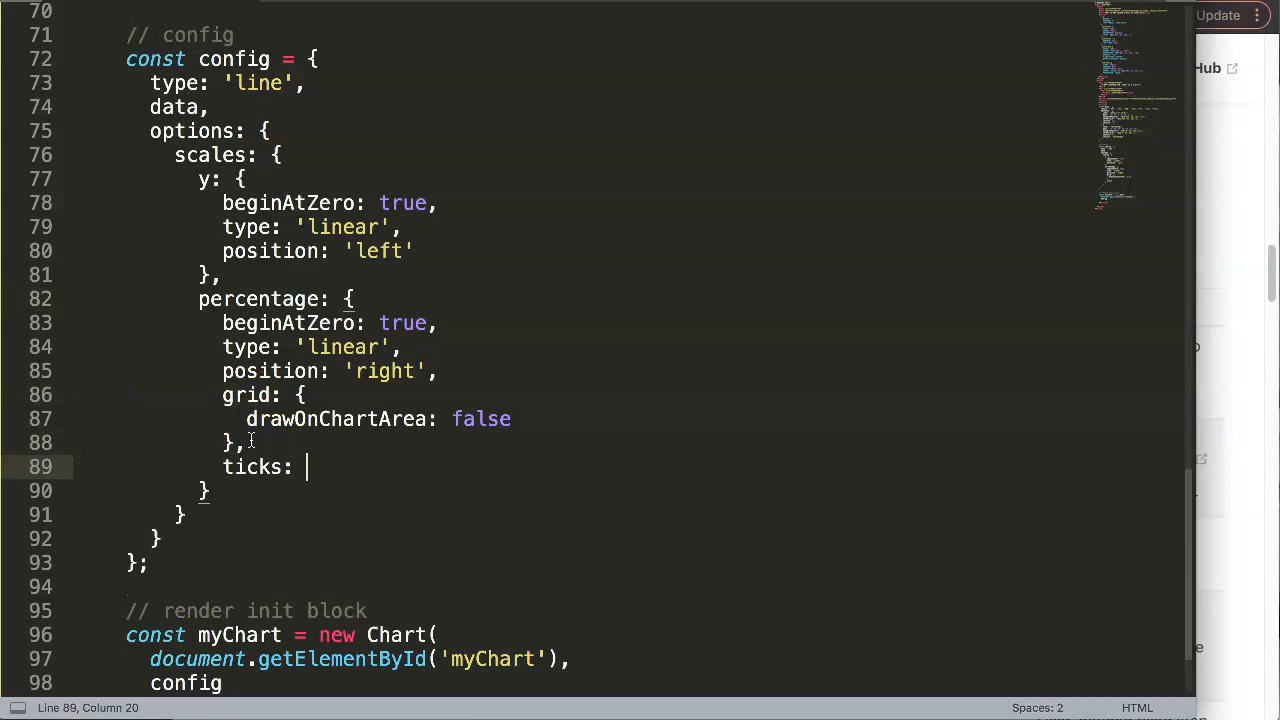 70
Update
71 // config
72 const config = {
Hub
73 type: 'line',
74 data,
75 options: {
76 scales: {
77 y: {
78 beginAtZero: true,
79 type: 'linear',
80 position: 'left'
81 },
82 percentage: {
83 beginAtZero: true,
84 type: 'linear',
85 position: 'right',
86 grid: {
87 drawOnChartArea: false
88 },
89 ticks:
90 }
91 }
92 }
93 };
94
95 // render init block
96 const myChart = new Chart(
97 document.getElementById('myChart'),
98 config
Line 89, Column 20
Spaces: 2
HTML